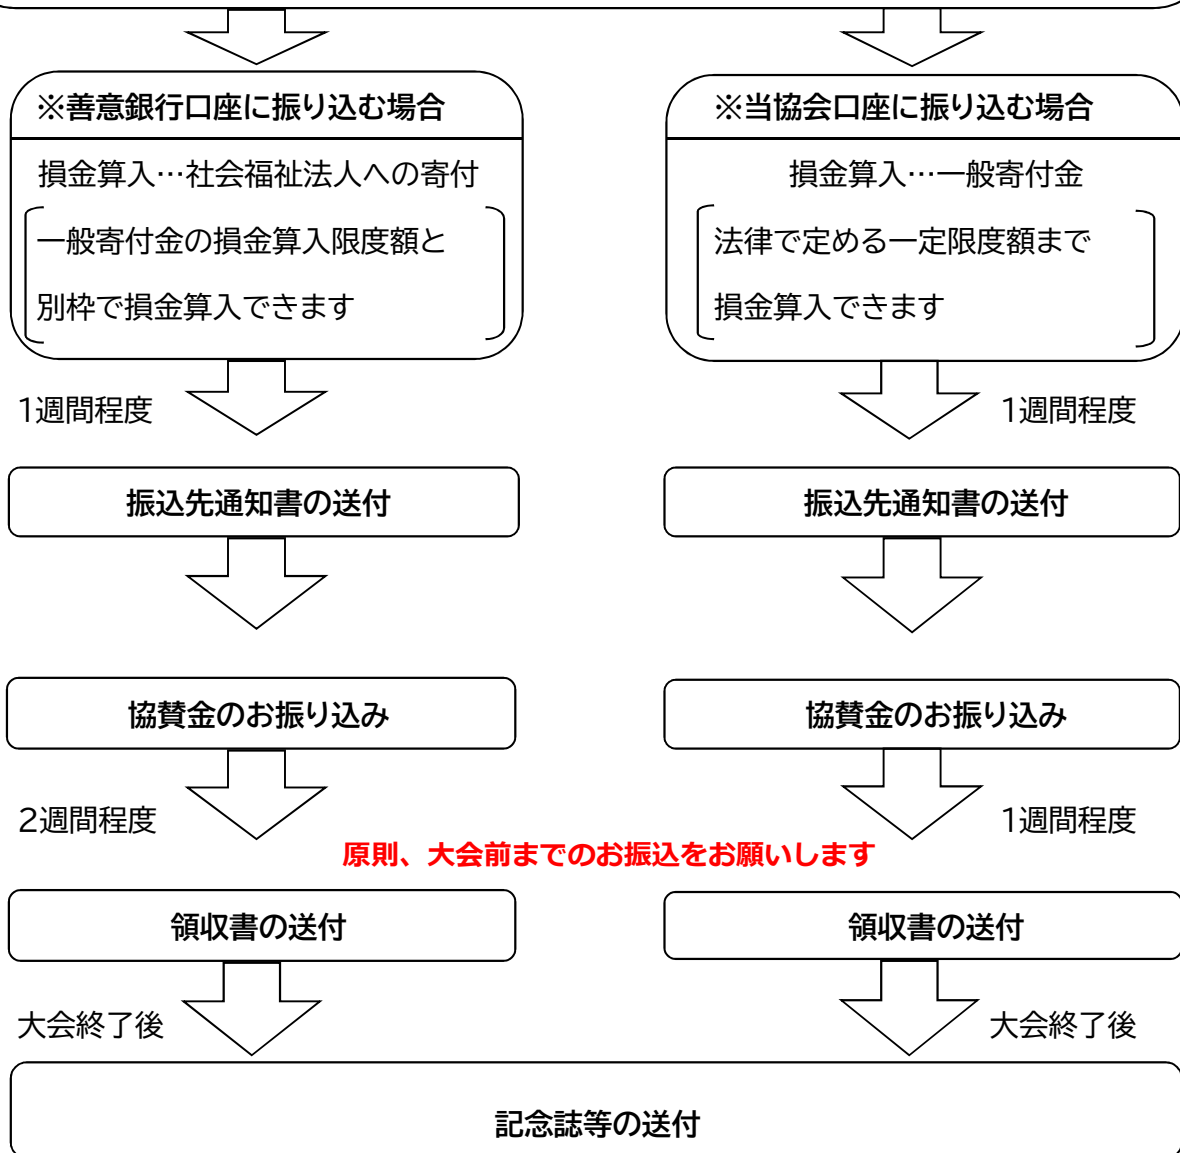 ※善意銀行口座に振り込む場合
損金算入…社会福祉法人への寄付
一般寄付金の損金算入限度額と
別枠で損金算入できます
※当協会口座に振り込む場合
損金算入…一般寄付金
法律で定める一定限度額まで
損金算入できます
1週間程度
1週間程度
振込先通知書の送付
振込先通知書の送付
協賛金のお振り込み
協賛金のお振り込み
2週間程度
1週間程度
原則、大会前までのお振込をお願いします
領収書の送付
領収書の送付
大会終了後
大会終了後
記念誌等の送付